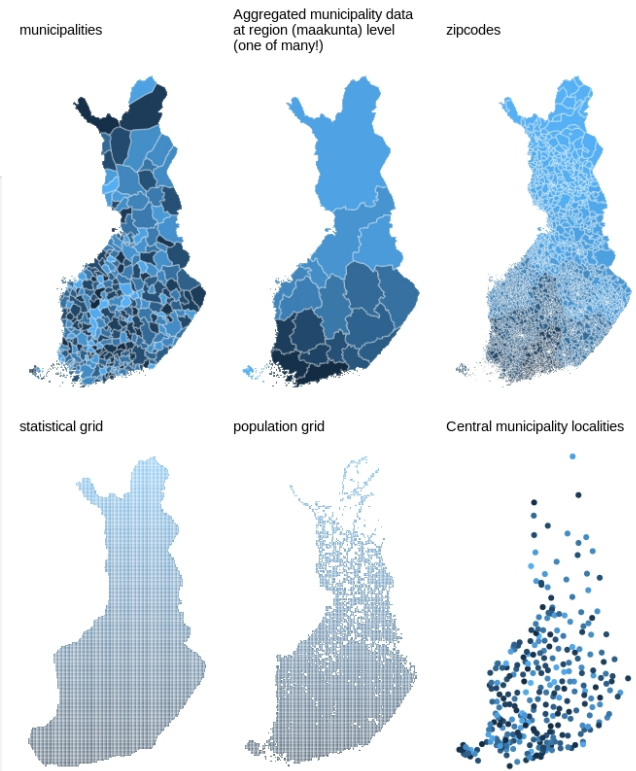 municipalities
Aggregated municipality data
at region (maakunta) level
(one of many!)
zipcodes
statistical grid
population grid
Central municipality localities